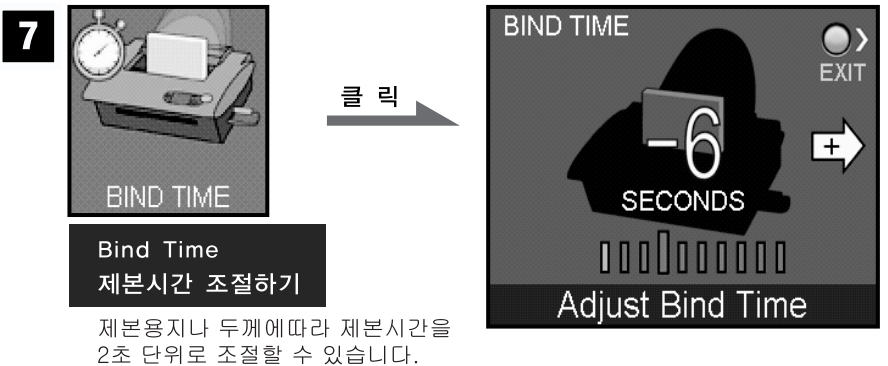 7
BIND TIME
Bind Time
제본시간 조절하기
제본용지나 두께에따라 제본시간을
2초 단위로 조절할 수 있습니다.
클 릭
BIND TIME
EXIT
-6
+
SECONDS
Adjust Bind Time